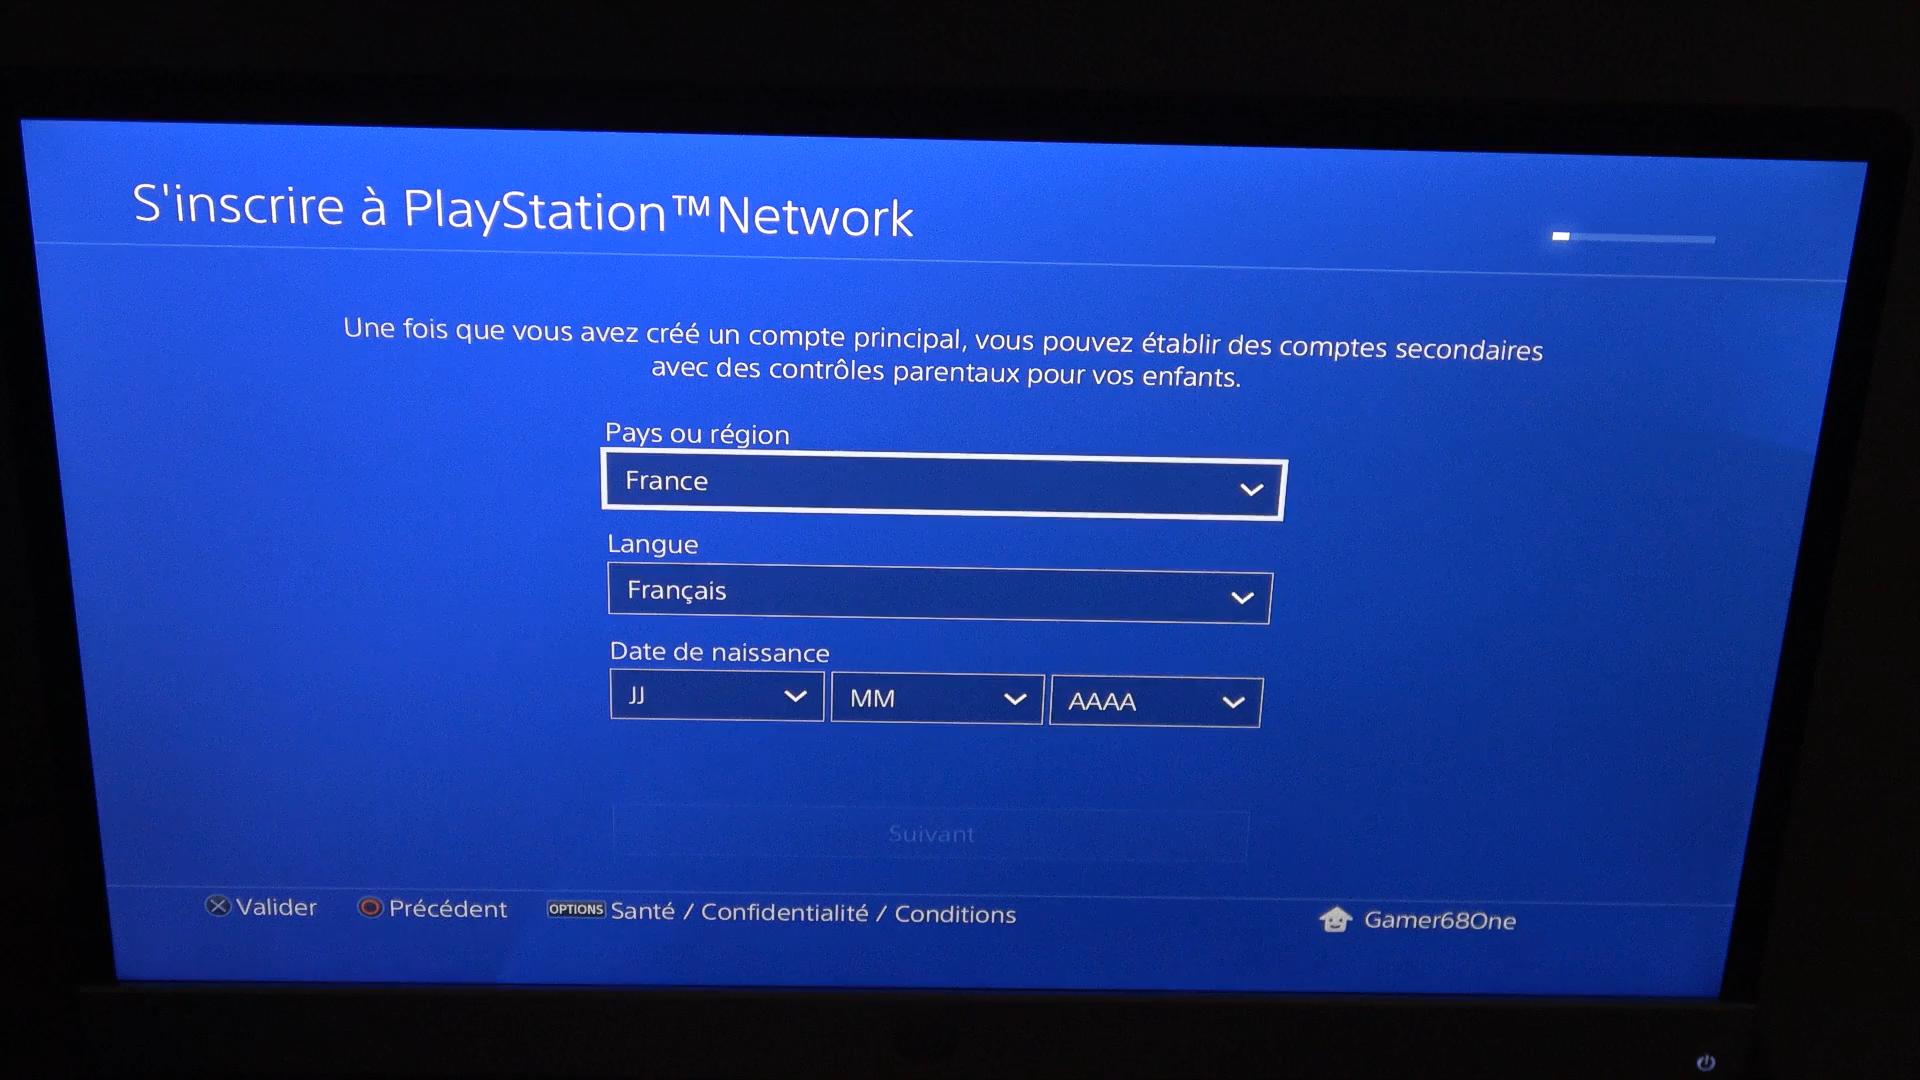 S'inscrire à PlayStation™Network
Une fois que vous avez créé un compte principal, vous pouvez établir des comptes secondaires
avec des contrôles parentaux pour vos enfants.
Pays ou région
France
Langue
Français
Date de naissance
JJ MM AAAA
Suivant
Valider Précédent OPTIONS Santé / Confidentialité / Conditions Gamer68One